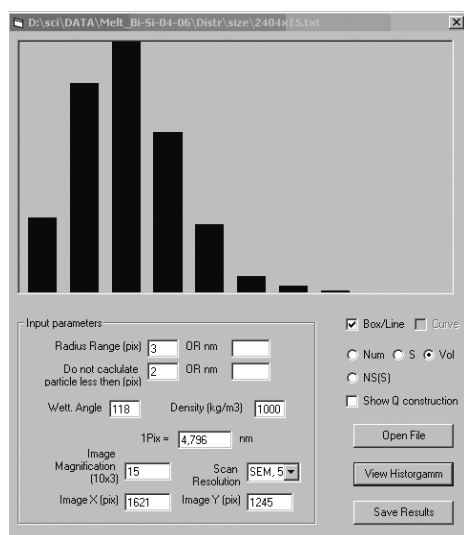 D:\sci\DATA\Melt_Bi-Si-04-06\Distr\size\2404x15.txt
Input parameters
Radius Range (pix) 3 OR nm
Do not caclulate
particle less then (pix) 2 OR nm
Wett. Angle 118 Density (kg/m3) 1000
1Pix = 4,796 nm
Image
Magnification
(10x3) 15 Scan
Resolution SEM, 5
Image X (pix) 1621 Image Y (pix) 1245
Box/Line Curve
Num S Vol
NS(S)
Show Q construction
Open File
View Historgamm
Save Results